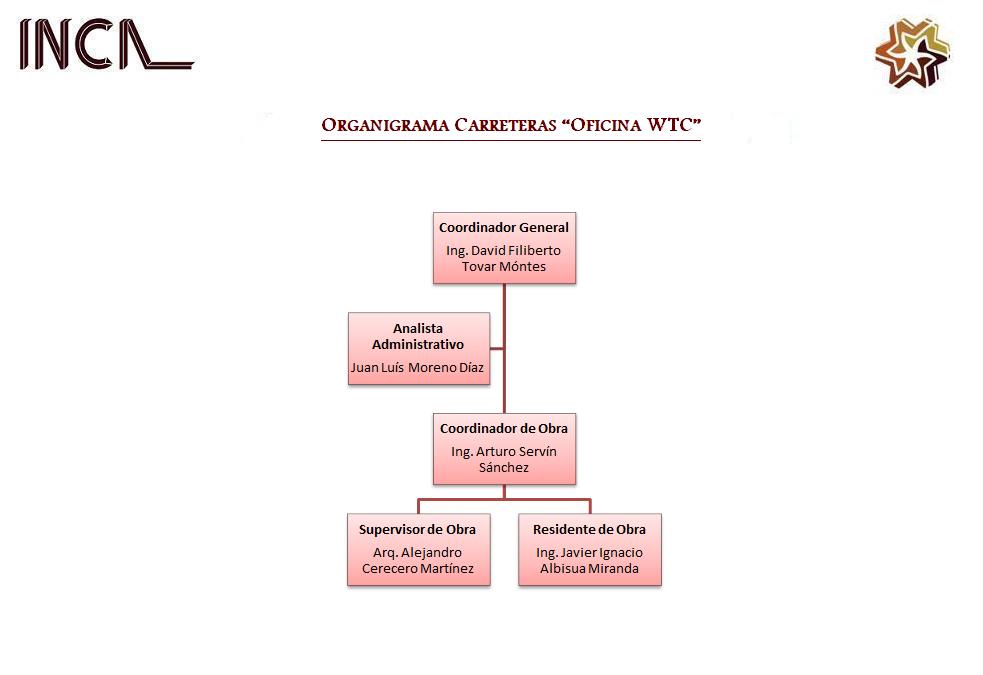 INCA
ORGANIGRAMA CARRETERAS “OFICINA WTC”
Coordinador General
Ing. David Filiberto
Tovar Móntes
Analista
Administrativo
Juan Luís Moreno Díaz
Coordinador de Obra
Ing. Arturo Servín
Sánchez
Supervisor de Obra
Arq. Alejandro
Cerecero Martínez
Residente de Obra
Ing. Javier Ignacio
Albisua Miranda